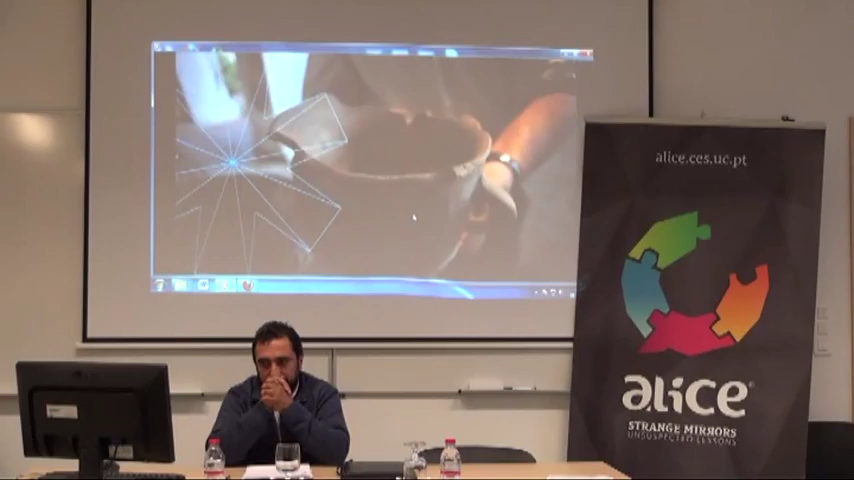 alice.ces.uc.pt
alice
STRANGE MIRRORS
UNSUSPECTED LESSONS